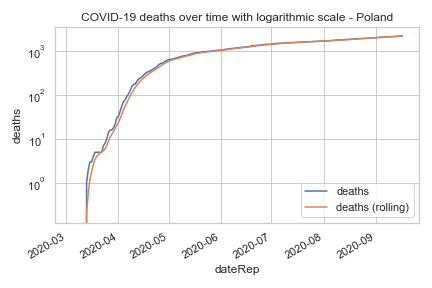 COVID-19 deaths over time with logarithmic scale - Poland
10³
10²
10¹
10⁰
deaths
deaths
deaths (rolling)
2020-03
2020-04
2020-05
2020-06
2020-07
2020-08
2020-09
dateRep